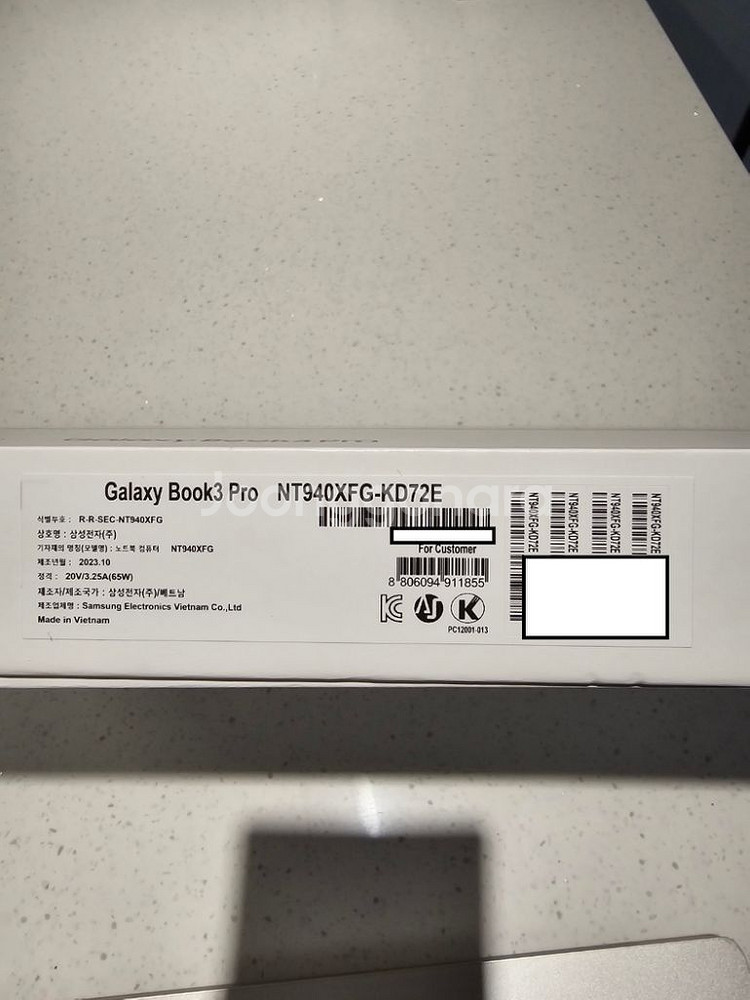 Galaxy Book3 Pro NT940XFG-KD72E
식별부호 : R-R-SEC-NT940XFG
상호명 : 삼성전자(주)
기자재의 명칭(모델명) : 노트북 컴퓨터 NT940XFG
제조년월 : 2023.10
정격 : 20V/3.25A(65W)
제조자/제조국가 : 삼성전자(주)/베트남
제조업체명 : Samsung Electronics Vietnam Co.,Ltd
Made in Vietnam
For Customer
8 806094 911855
PC12001-013
NT940XFG-KD72E
NT940XFG-KD72E
NT940XFG-KD72E
NT940XFG-KD72E